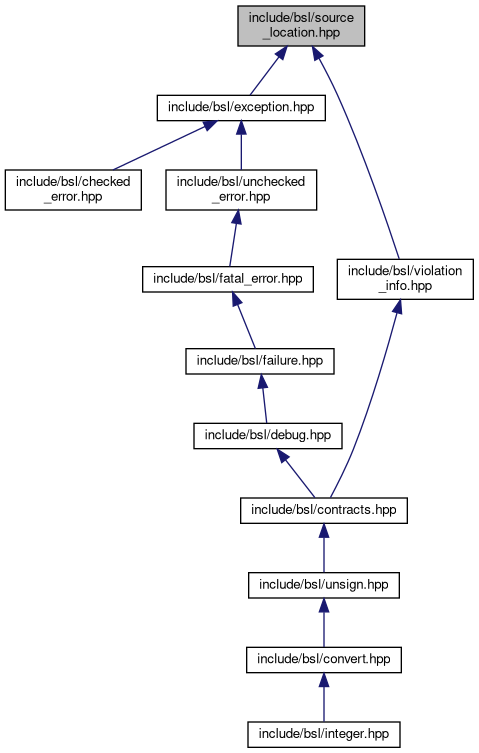 include/bsl/source
_location.hpp
include/bsl/exception.hpp
include/bsl/checked
_error.hpp
include/bsl/unchecked
_error.hpp
include/bsl/fatal_error.hpp
include/bsl/violation
_info.hpp
include/bsl/failure.hpp
include/bsl/debug.hpp
include/bsl/contracts.hpp
include/bsl/unsign.hpp
include/bsl/convert.hpp
include/bsl/integer.hpp